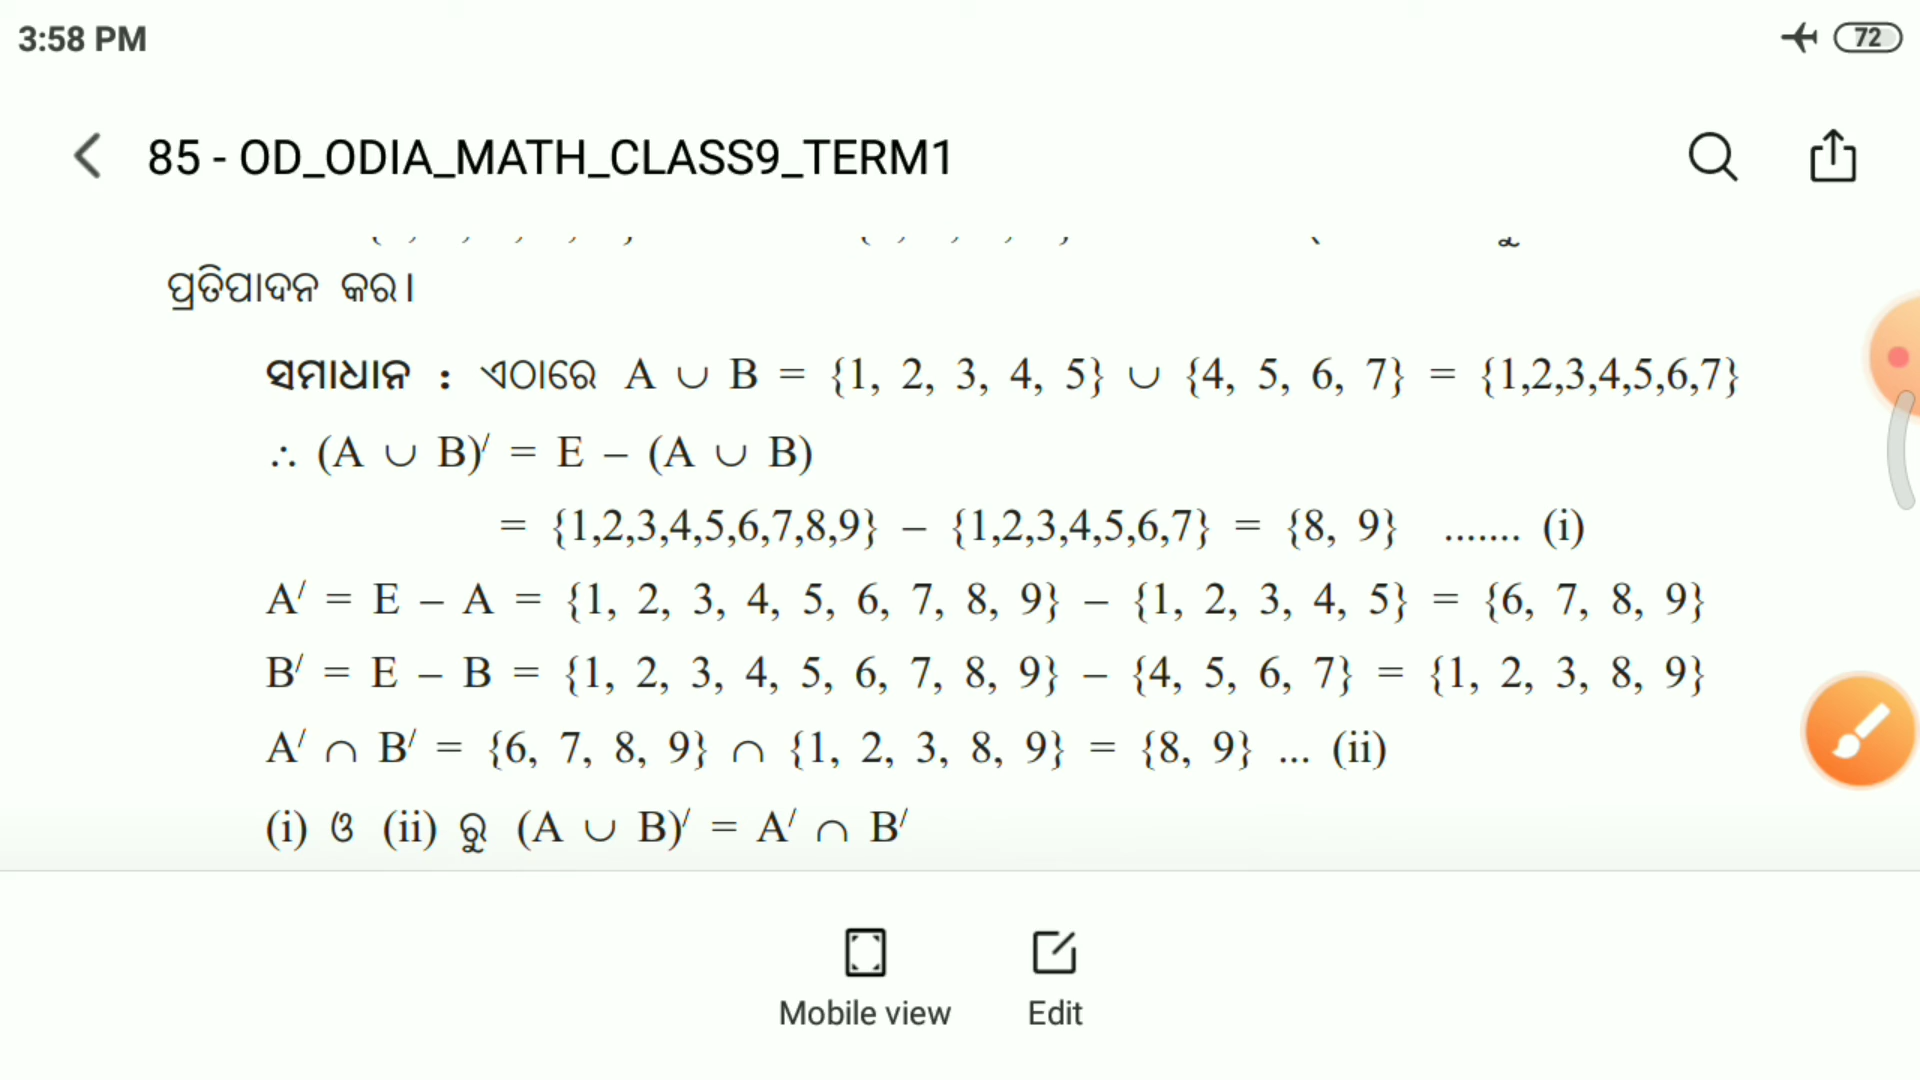 3:58 PM
72
85 - OD_ODIA_MATH_CLASS9_TERM1
ପ୍ରତିପାଦନ କର।
ସମାଧାନ : ଏଠାରେ A ∪ B = {1, 2, 3, 4, 5} ∪ {4, 5, 6, 7} = {1,2,3,4,5,6,7}
∴ (A ∪ B)/ = E – (A ∪ B)
= {1,2,3,4,5,6,7,8,9} – {1,2,3,4,5,6,7} = {8, 9} ....... (i)
A/ = E – A = {1, 2, 3, 4, 5, 6, 7, 8, 9} – {1, 2, 3, 4, 5} = {6, 7, 8, 9}
B/ = E – B = {1, 2, 3, 4, 5, 6, 7, 8, 9} – {4, 5, 6, 7} = {1, 2, 3, 8, 9}
A/ ∩ B/ = {6, 7, 8, 9} ∩ {1, 2, 3, 8, 9} = {8, 9} ... (ii)
(i) ଓ (ii) ରୁ (A ∪ B)/ = A/ ∩ B/
Mobile view
Edit